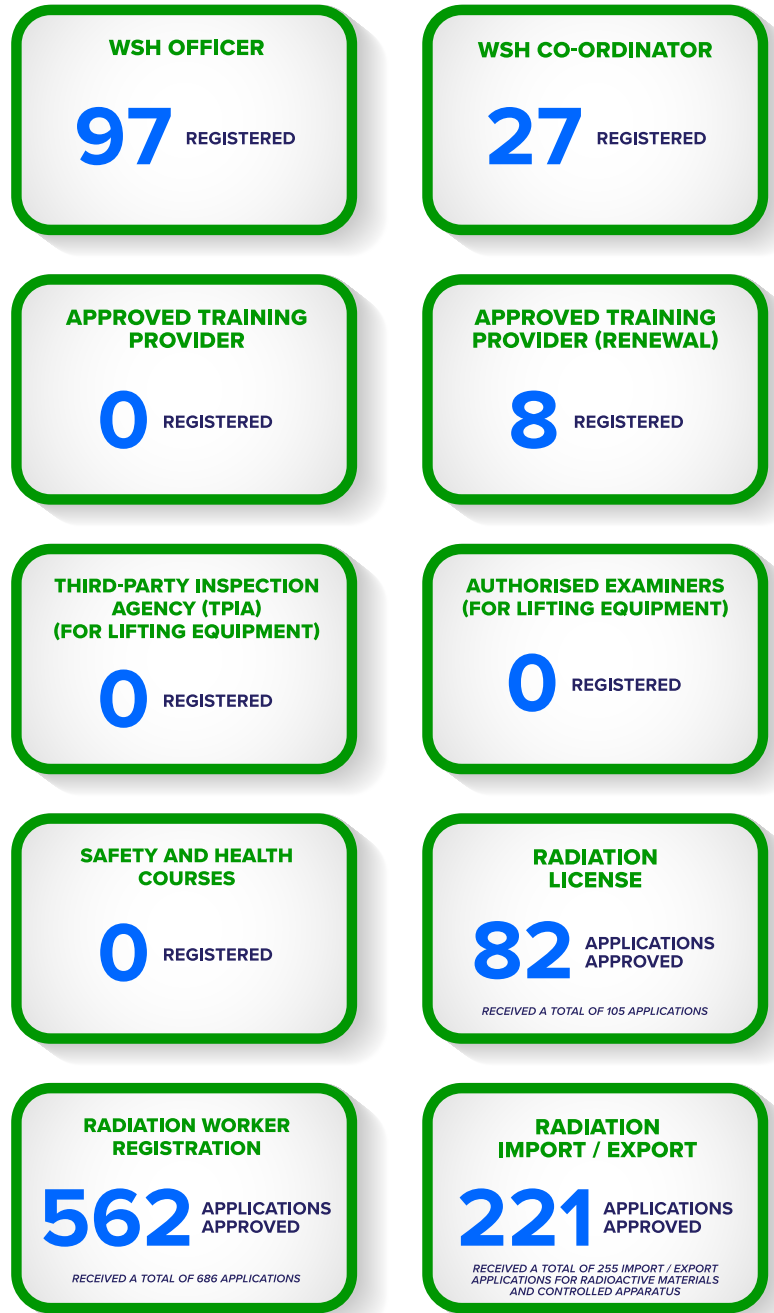 WSH OFFICER
97 REGISTERED
WSH CO-ORDINATOR
27 REGISTERED
APPROVED TRAINING
PROVIDER
0 REGISTERED
APPROVED TRAINING
PROVIDER (RENEWAL)
8 REGISTERED
THIRD-PARTY INSPECTION
AGENCY (TPIA)
(FOR LIFTING EQUIPMENT)
0 REGISTERED
AUTHORISED EXAMINERS
(FOR LIFTING EQUIPMENT)
0 REGISTERED
SAFETY AND HEALTH
COURSES
0 REGISTERED
RADIATION
LICENSE
82 APPLICATIONS
APPROVED
RECEIVED A TOTAL OF 105 APPLICATIONS
RADIATION WORKER
REGISTRATION
562 APPLICATIONS
APPROVED
RECEIVED A TOTAL OF 686 APPLICATIONS
RADIATION
IMPORT / EXPORT
221 APPLICATIONS
APPROVED
RECEIVED A TOTAL OF 255 IMPORT / EXPORT
APPLICATIONS FOR RADIOACTIVE MATERIALS
AND CONTROLLED APPARATUS